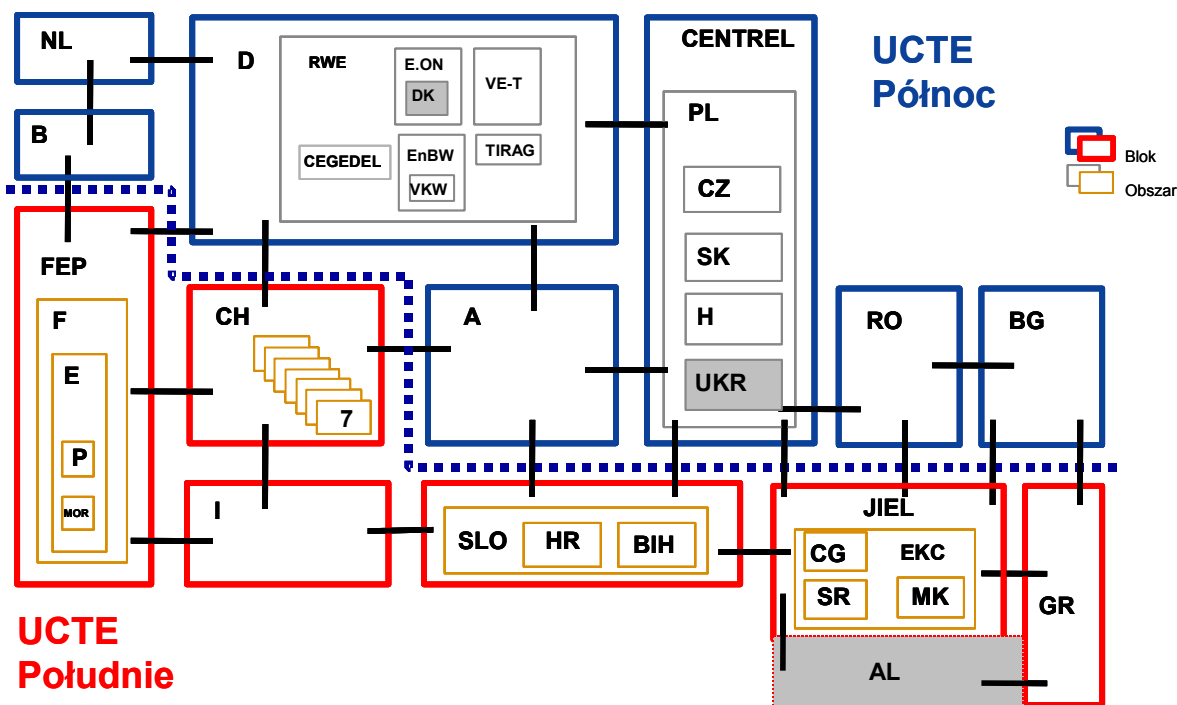 NL
D
RWE
E.ON
DK
VE-T
CENTREL
UCTE
Północ
B
PL
Blok
Obszar
CEGEDEL
EnBW
VKW
TIRAG
CZ
SK
FEP
F
CH
A
H
RO
BG
E
UKR
7
P
MOR
I
SLO
HR
BIH
JIEL
CG
EKC
SR
MK
GR
UCTE
Południe
AL